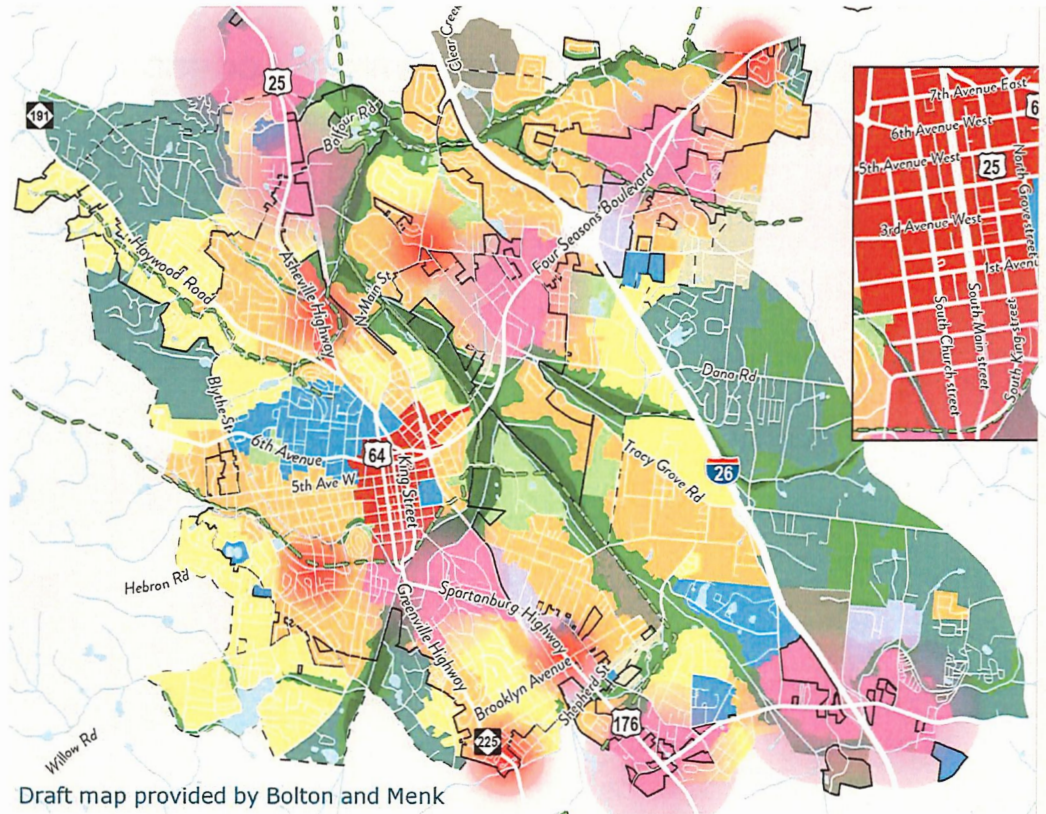 Clear Creek
25
191
Balfour Rd
7th Avenue East
6
6th Avenue West
5th Avenue West
25
North Grove street
3rd Avenue West
1st Avenu
South Church street
South Main street
South King street
Four Seasons Boulevard
Haywood Road
Asheville Highway
N Main St
Blythe St
Dana Rd
6th Avenue
64
5th Ave W
King Street
Tracy Grove Rd
26
Hebron Rd
Greenville Highway
Spartanburg Highway
Brooklyn Avenue
Shepherd St
176
225
Willow Rd
Draft map provided by Bolton and Menk